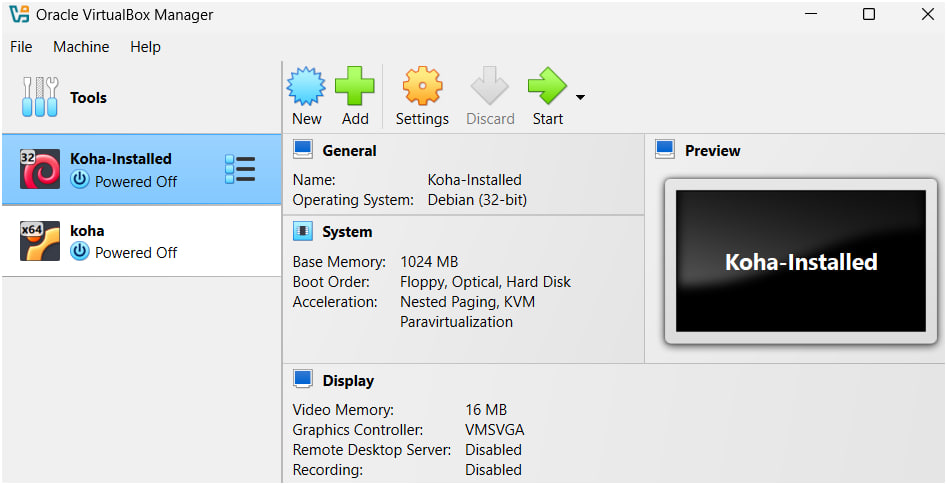 Oracle VirtualBox Manager
File Machine Help
Tools
New Add Settings Discard Start
32
Koha-Installed
Powered Off
x64
koha
Powered Off
General
Name: Koha-Installed
Operating System: Debian (32-bit)
System
Base Memory: 1024 MB
Boot Order: Floppy, Optical, Hard Disk
Acceleration: Nested Paging, KVM
Paravirtualization
Preview
Koha-Installed
Display
Video Memory: 16 MB
Graphics Controller: VMSVGA
Remote Desktop Server: Disabled
Recording: Disabled